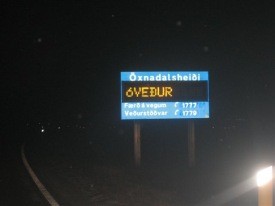 Öxnadalsheiði
óVEÐUR
Færð á vegum ✆ 1777
Veðurstöðvar ✆ 1779